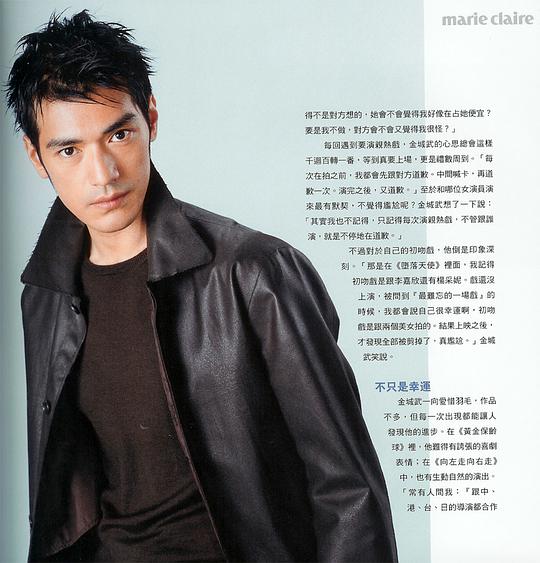 marie claire
得不是對方想的，她會不會覺得我好像在占她便宜？
要是我不做，對方會不會又覺得我很怪？」
每回遇到要演親熱戲，金城武的心思總會這樣
千迴百轉一番，等到真要上場，更是禮數周到。「每
次在拍之前，我都會先跟對方道歉。中間喊卡，再道
歉一次。演完之後，又道歉。」至於和哪位女演員演
來最有默契、不覺得尷尬呢？金城武想了一下說：
「其實我也不記得，只記得每次演親熱戲，不管跟誰
演，就是不停地在道歉。」
不過對於自己的初吻戲，他倒是印象深
刻。「那是在《墮落天使》裡面，我記得
初吻戲是跟李嘉欣還有楊采妮。戲還沒
上演，被問到『最難忘的一場戲』的
時候，我都會說自己很幸運啊，初吻
戲是跟兩個美女拍的。結果上映之後，
才發現全部被剪掉了，真尷尬。」金城
武笑說。
不只是幸運
金城武一向愛惜羽毛，作品
不多，但每一次出現都能讓人
發現他的進步。在《黃金保齡
球》裡，他難得有誇張的喜劇
表情；在《向左走向右走》
中，也有生動自然的演出。
「常有人問我：『跟中、
港、台、日的導演都合作